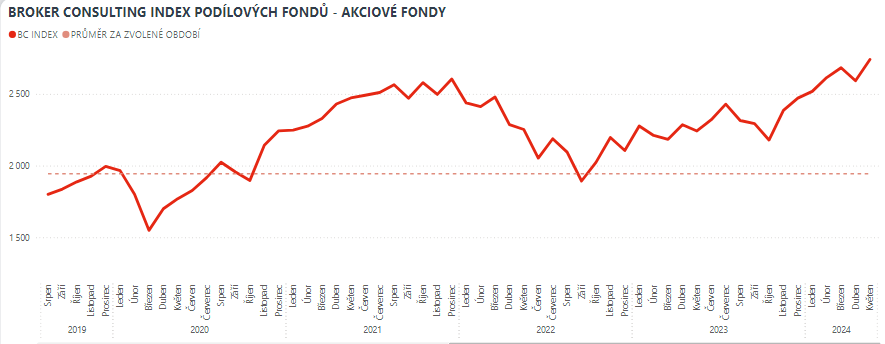 BROKER CONSULTING INDEX PODÍLOVÝCH FONDŮ - AKCIOVÉ FONDY
BC INDEX PRŮMĚR ZA ZVOLENÉ OBDOBÍ
2 500
2 000
1 500
Srpen Září Říjen Listopad Prosinec Leden Únor Březen Duben Květen Červen Červenec Srpen Září Říjen Listopad Prosinec Leden Únor Březen Duben Květen Červen Červenec Srpen Září Říjen Listopad Prosinec Leden Únor Březen Duben Květen Červen Červenec Srpen Září Říjen Listopad Prosinec Leden Únor Březen Duben Květen Červen Červenec Srpen Září Říjen Listopad Prosinec Leden Únor Březen Duben Květen
2019 2020 2021 2022 2023 2024